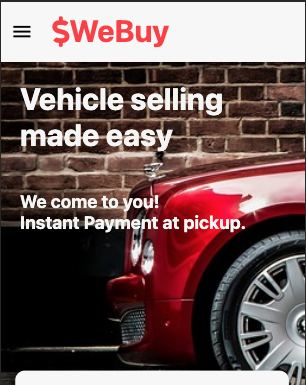 $WeBuy
Vehicle selling
made easy
We come to you!
Instant Payment at pickup.